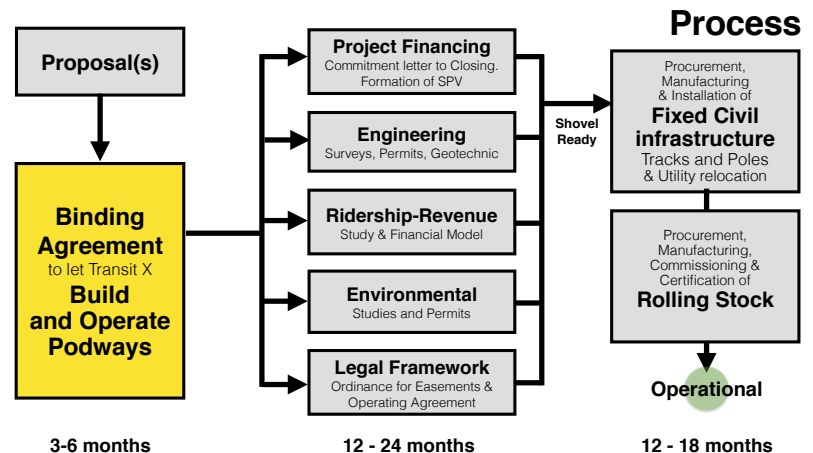 Process
Proposal(s)
Binding
Agreement
to let Transit X
Build
and Operate
Podways
3-6 months
Project Financing
Commitment letter to Closing.
Formation of SPV
Engineering
Surveys, Permits, Geotechnic
Ridership-Revenue
Study & Financial Model
Environmental
Studies and Permits
Legal Framework
Ordinance for Easements &
Operating Agreement
12 - 24 months
Shovel
Ready
Procurement,
Manufacturing
& Installation of
Fixed Civil
infrastructure
Tracks and Poles
& Utility relocation
Procurement,
Manufacturing,
Commissioning &
Certification of
Rolling Stock
Operational
12 - 18 months